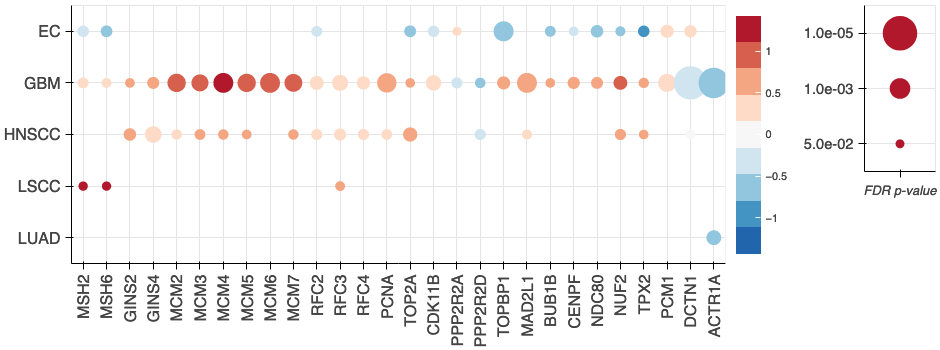 EC
GBM
HNSCC
LSCC
LUAD
MSH2
MSH6
GINS2
GINS4
MCM2
MCM3
MCM4
MCM5
MCM6
MCM7
RFC2
RFC3
RFC4
PCNA
TOP2A
CDK11B
PPP2R2A
PPP2R2D
TOPBP1
MAD2L1
BUB1B
CENPF
NDC80
NUF2
TPX2
PCM1
DCTN1
ACTR1A
1
0.5
0
−0.5
−1
1.0e-05
1.0e-03
5.0e-02
FDR p-value